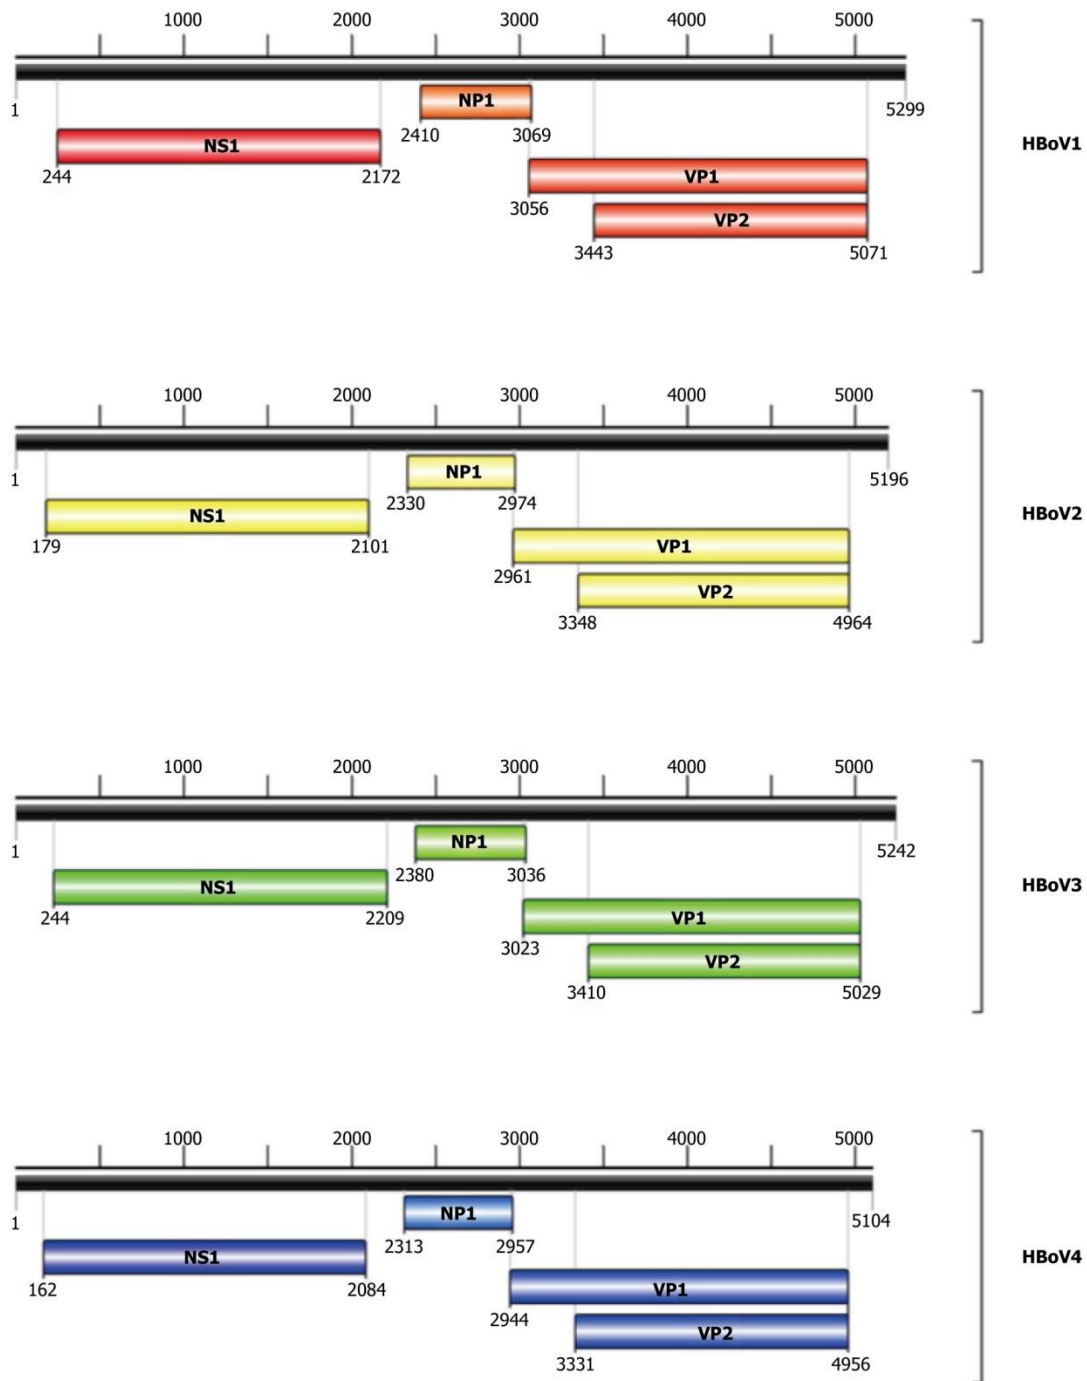 1000 2000 3000 4000 5000
1 5299
NP1
2410 3069
HBoV1
NS1
244 2172
VP1
3056
VP2
3443 5071
1000 2000 3000 4000 5000
1 5196
NP1
2330 2974
HBoV2
NS1
179 2101
VP1
2961
VP2
3348 4964
1000 2000 3000 4000 5000
1 5242
NP1
2380 3036
HBoV3
NS1
244 2209
VP1
3023
VP2
3410 5029
1000 2000 3000 4000 5000
1 5104
NP1
2313 2957
HBoV4
NS1
162 2084
VP1
2944
VP2
3331 4956